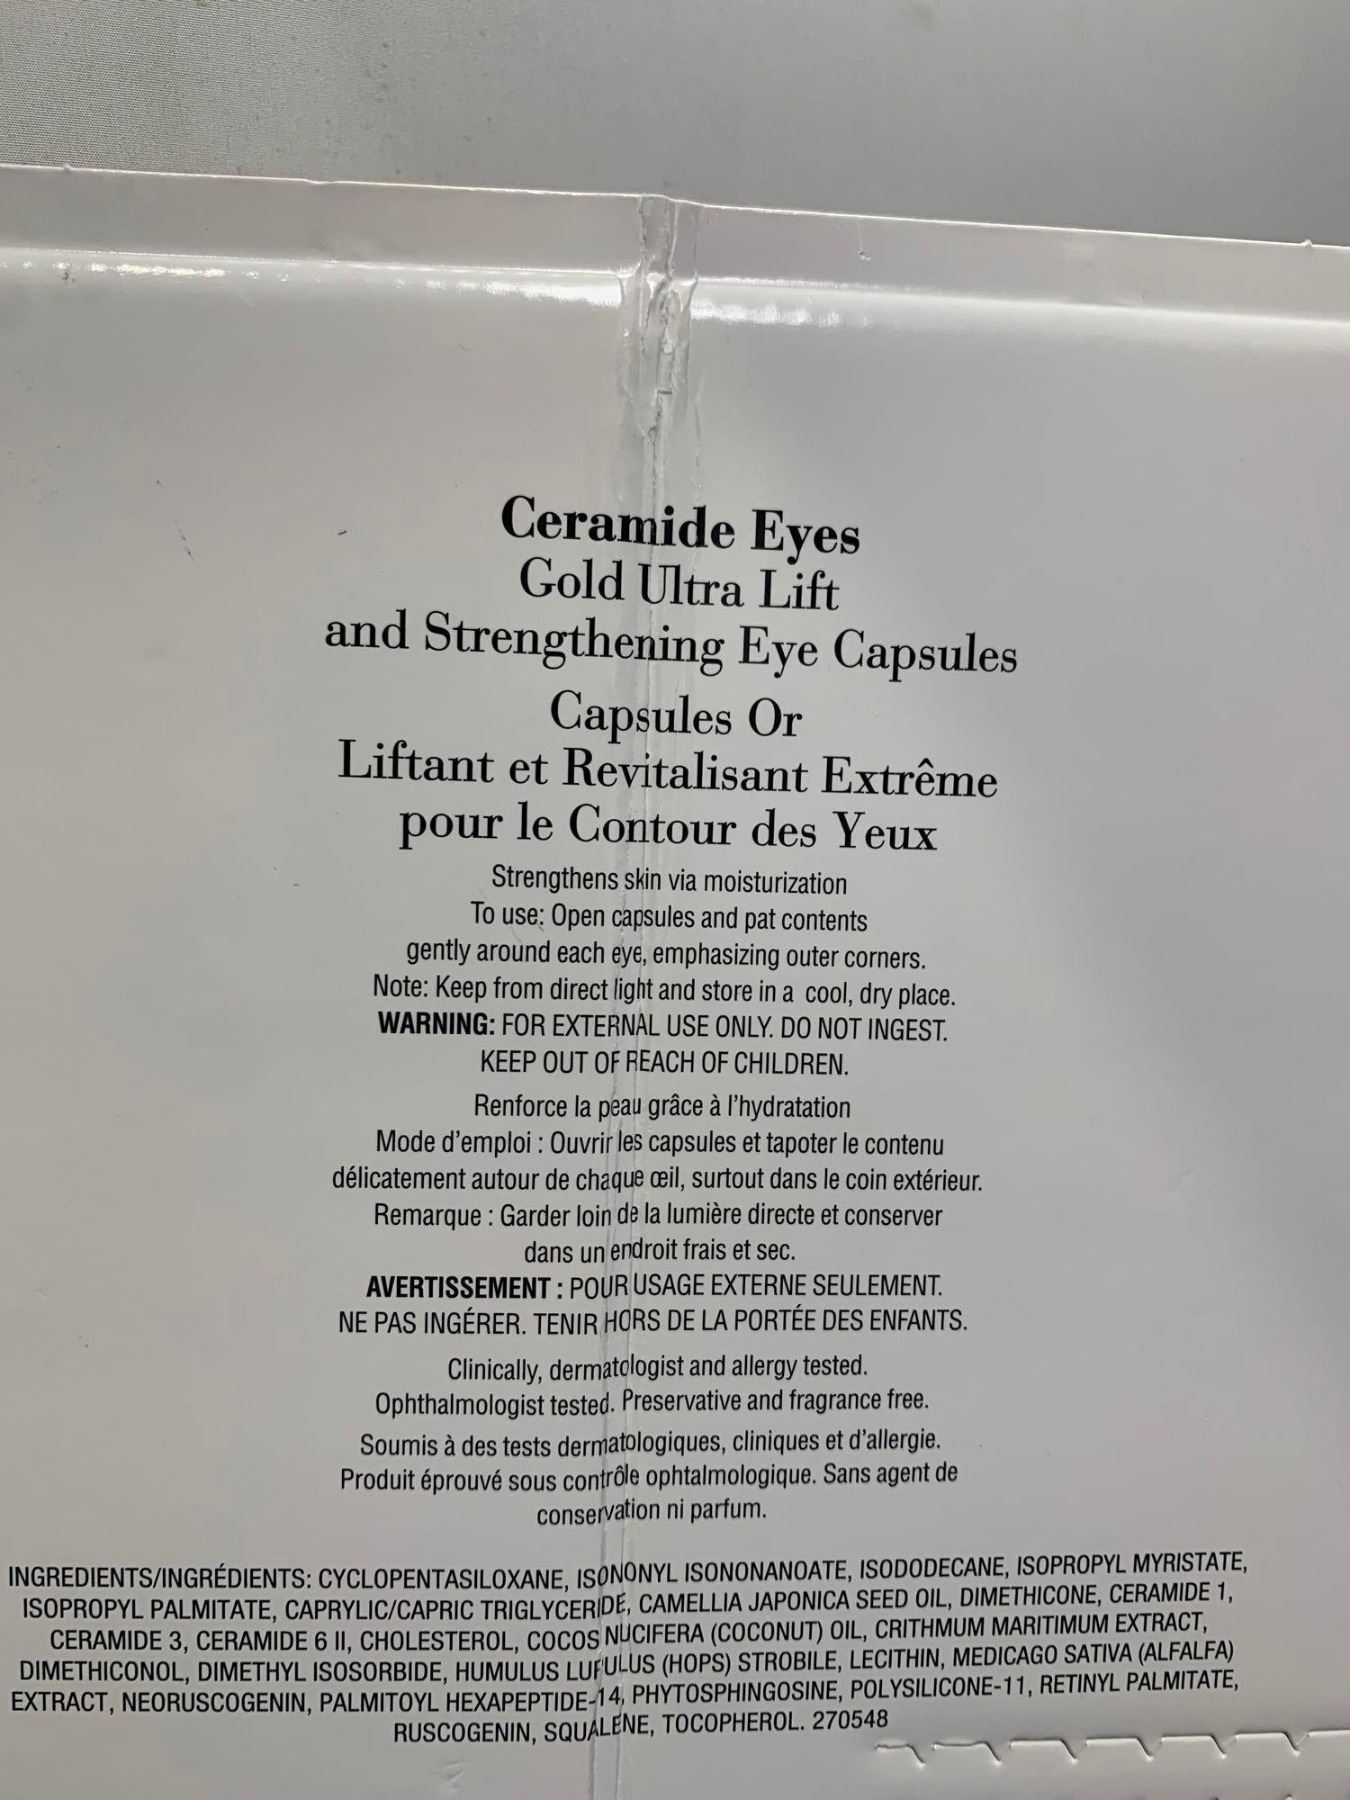 Ceramide Eyes
Gold Ultra Lift
and Strengthening Eye Capsules
Capsules Or
Liftant et Revitalisant Extrême
pour le Contour des Yeux
Strengthens skin via moisturization
To use: Open capsules and pat contents
gently around each eye, emphasizing outer corners.
Note: Keep from direct light and store in a cool, dry place.
WARNING: FOR EXTERNAL USE ONLY. DO NOT INGEST.
KEEP OUT OF REACH OF CHILDREN.
Renforce la peau grâce à l'hydratation
Mode d'emploi : Ouvrir les capsules et tapoter le contenu
délicatement autour de chaque œil, surtout dans le coin extérieur.
Remarque : Garder loin de la lumière directe et conserver
dans un endroit frais et sec.
AVERTISSEMENT : POUR USAGE EXTERNE SEULEMENT.
NE PAS INGÉRER. TENIR HORS DE LA PORTÉE DES ENFANTS.
Clinically, dermatologist and allergy tested.
Ophthalmologist tested. Preservative and fragrance free.
Soumis à des tests dermatologiques, cliniques et d'allergie.
Produit éprouvé sous contrôle ophtalmologique. Sans agent de
conservation ni parfum.
INGREDIENTS/INGRÉDIENTS: CYCLOPENTASILOXANE, ISONONYL ISONONANOATE, ISODODECANE, ISOPROPYL MYRISTATE,
ISOPROPYL PALMITATE, CAPRYLIC/CAPRIC TRIGLYCERIDE, CAMELLIA JAPONICA SEED OIL, DIMETHICONE, CERAMIDE 1,
CERAMIDE 3, CERAMIDE 6 II, CHOLESTEROL, COCOS NUCIFERA (COCONUT) OIL, CRITHMUM MARITIMUM EXTRACT,
DIMETHICONOL, DIMETHYL ISOSORBIDE, HUMULUS LUPULUS (HOPS) STROBILE, LECITHIN, MEDICAGO SATIVA (ALFALFA)
EXTRACT, NEORUSCOGENIN, PALMITOYL HEXAPEPTIDE-14, PHYTOSPHINGOSINE, POLYSILICONE-11, RETINYL PALMITATE,
RUSCOGENIN, SQUALENE, TOCOPHEROL. 270548